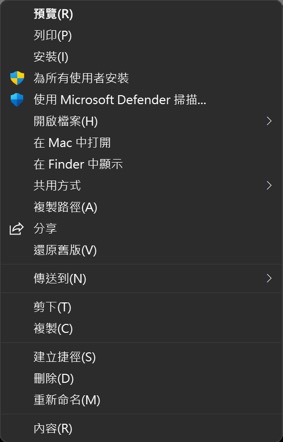 預覽(R)
列印(P)
安裝(I)
為所有使用者安裝
使用 Microsoft Defender 掃描...
開啟檔案(H)
在 Mac 中打開
在 Finder 中顯示
共用方式
複製路徑(A)
分享
還原舊版(V)
傳送到(N)
剪下(T)
複製(C)
建立捷徑(S)
刪除(D)
重新命名(M)
內容(R)